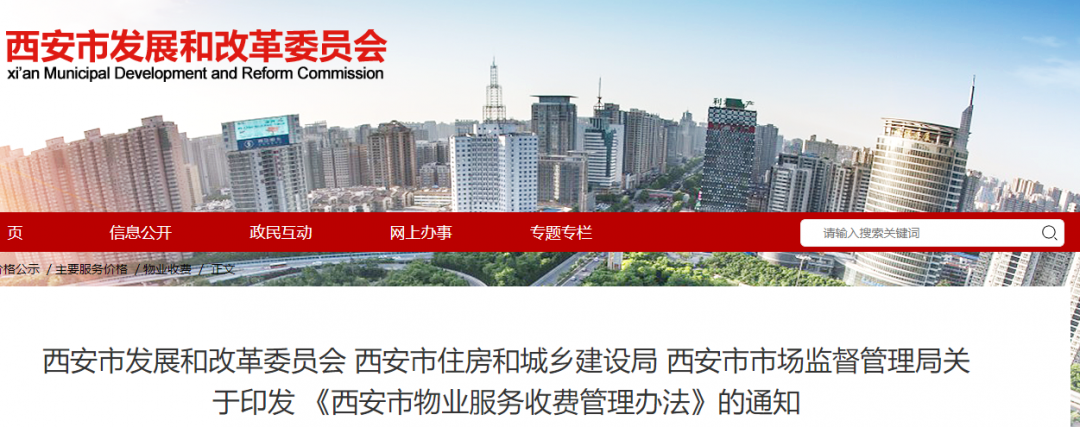 西安市发展和改革委员会
xi'an Municipal Development and Reform Commission
页 信息公开 政民互动 网上办事 专题专栏 请输入搜索关键词
价格公示 / 主要服务价格 / 物业收费 / 正文
西安市发展和改革委员会 西安市住房和城乡建设局 西安市市场监督管理局关
于印发 《西安市物业服务收费管理办法》的通知